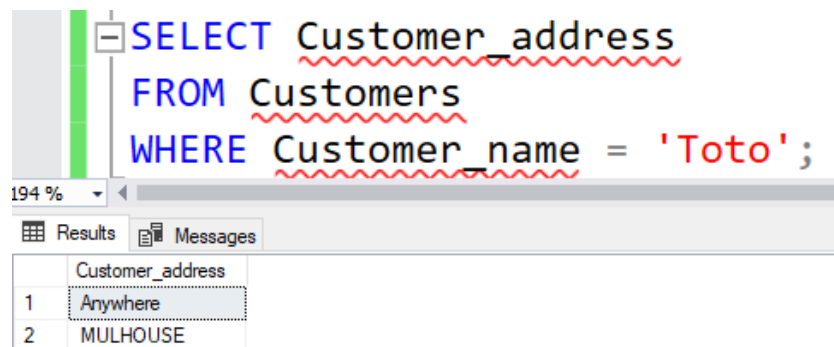 SELECT Customer_address
FROM Customers
WHERE Customer_name = 'Toto';
194 %
Results Messages
Customer_address
1 Anywhere
2 MULHOUSE